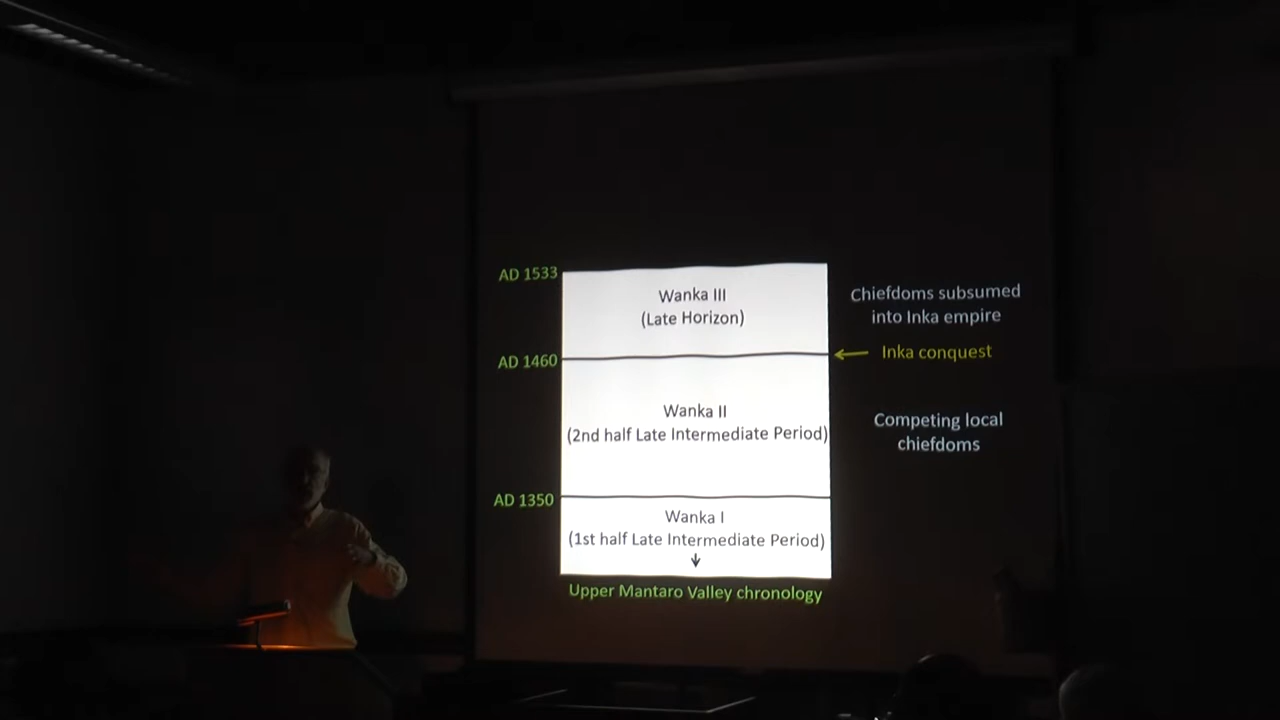 AD 1533
Wanka III
(Late Horizon)
Chiefdoms subsumed
into Inka empire
AD 1460
Inka conquest
Wanka II
(2nd half Late Intermediate Period)
Competing local
chiefdoms
AD 1350
Wanka I
(1st half Late Intermediate Period)
Upper Mantaro Valley chronology